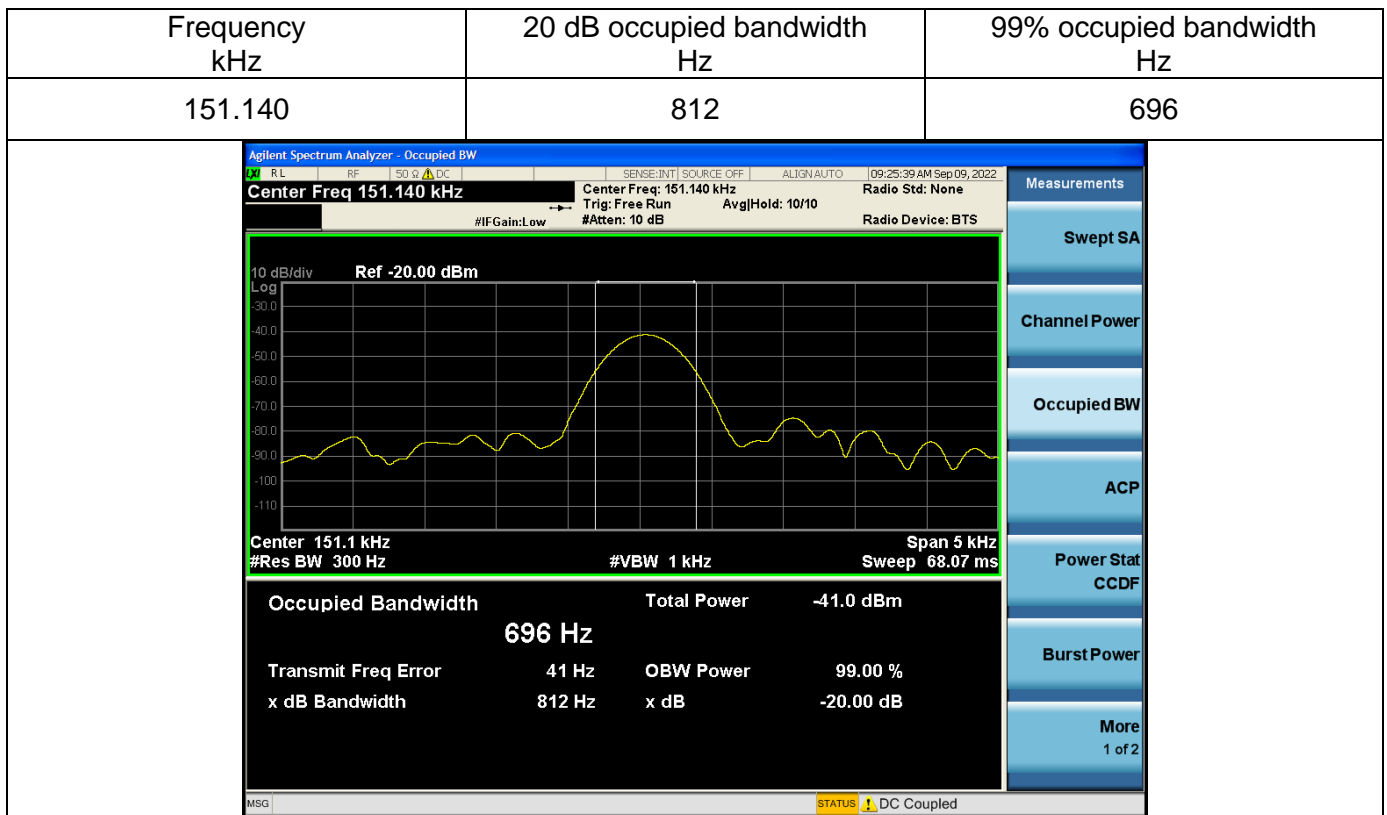 Frequency
kHz
20 dB occupied bandwidth
Hz
99% occupied bandwidth
Hz
151.140
812
696
Agilent Spectrum Analyzer - Occupied BW
LXI RL RF 50 Ω DC SENSE:INT SOURCE OFF ALIGN AUTO 09:25:39 AM Sep 09, 2022
Center Freq 151.140 kHz
Center Freq: 151.140 kHz Radio Std: None
Trig: Free Run Avg|Hold: 10/10
#IFGain:Low #Atten: 10 dB Radio Device: BTS
10 dB/div Ref -20.00 dBm
Log
-30.0
-40.0
-50.0
-60.0
-70.0
-80.0
-90.0
-100
-110
Center 151.1 kHz Span 5 kHz
#Res BW 300 Hz #VBW 1 kHz Sweep 68.07 ms
Occupied Bandwidth Total Power -41.0 dBm
696 Hz
Transmit Freq Error 41 Hz OBW Power 99.00 %
x dB Bandwidth 812 Hz x dB -20.00 dB
MSG STATUS DC Coupled
Measurements
Swept SA
Channel Power
Occupied BW
ACP
Power Stat
CCDF
Burst Power
More
1 of 2